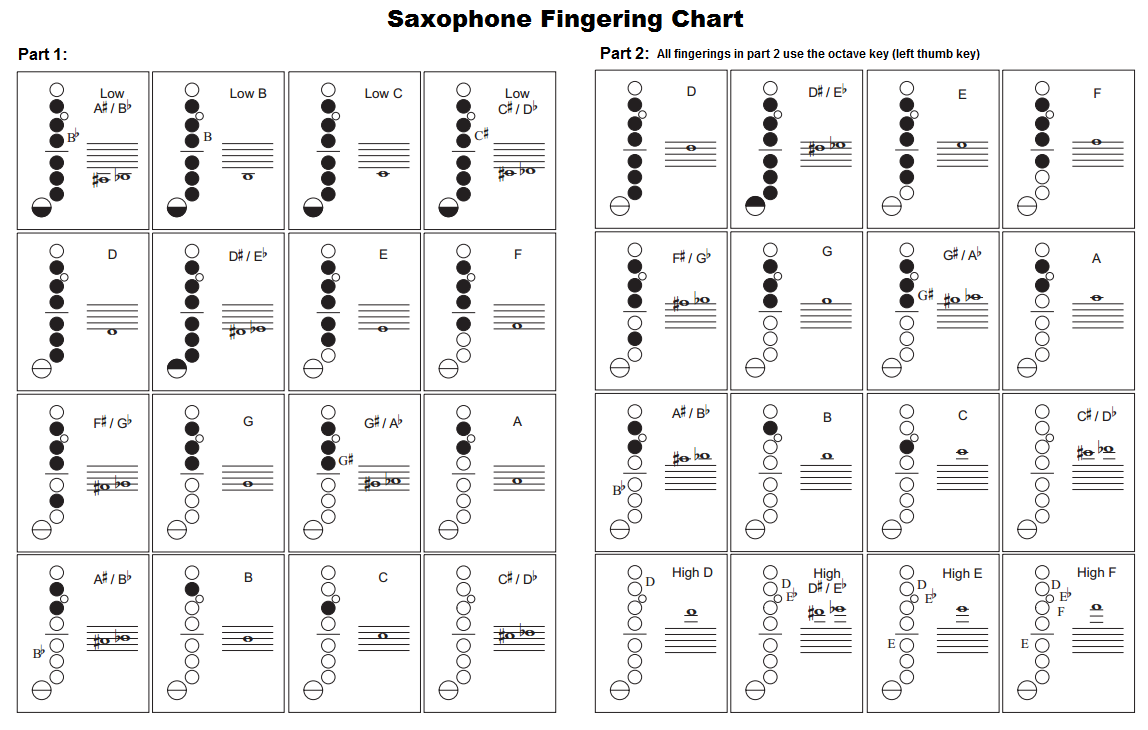 Saxophone Fingering Chart
Part 1:
Low
A♯ / B♭
B♭
Low B
B
Low C
Low
C♯ / D♭
C♯
D
D♯ / E♭
E
F
F♯ / G♭
G
G♯ / A♭
G♯
A
A♯ / B♭
B♭
B
C
C♯ / D♭
Part 2: All fingerings in part 2 use the octave key (left thumb key)
D
D♯ / E♭
E
F
F♯ / G♭
G
G♯ / A♭
G♯
A
A♯ / B♭
B♭
B
C
C♯ / D♭
High D
D
High
D♯ / E♭
D
E♭
High E
D
E♭
E
High F
D
E♭
F
E